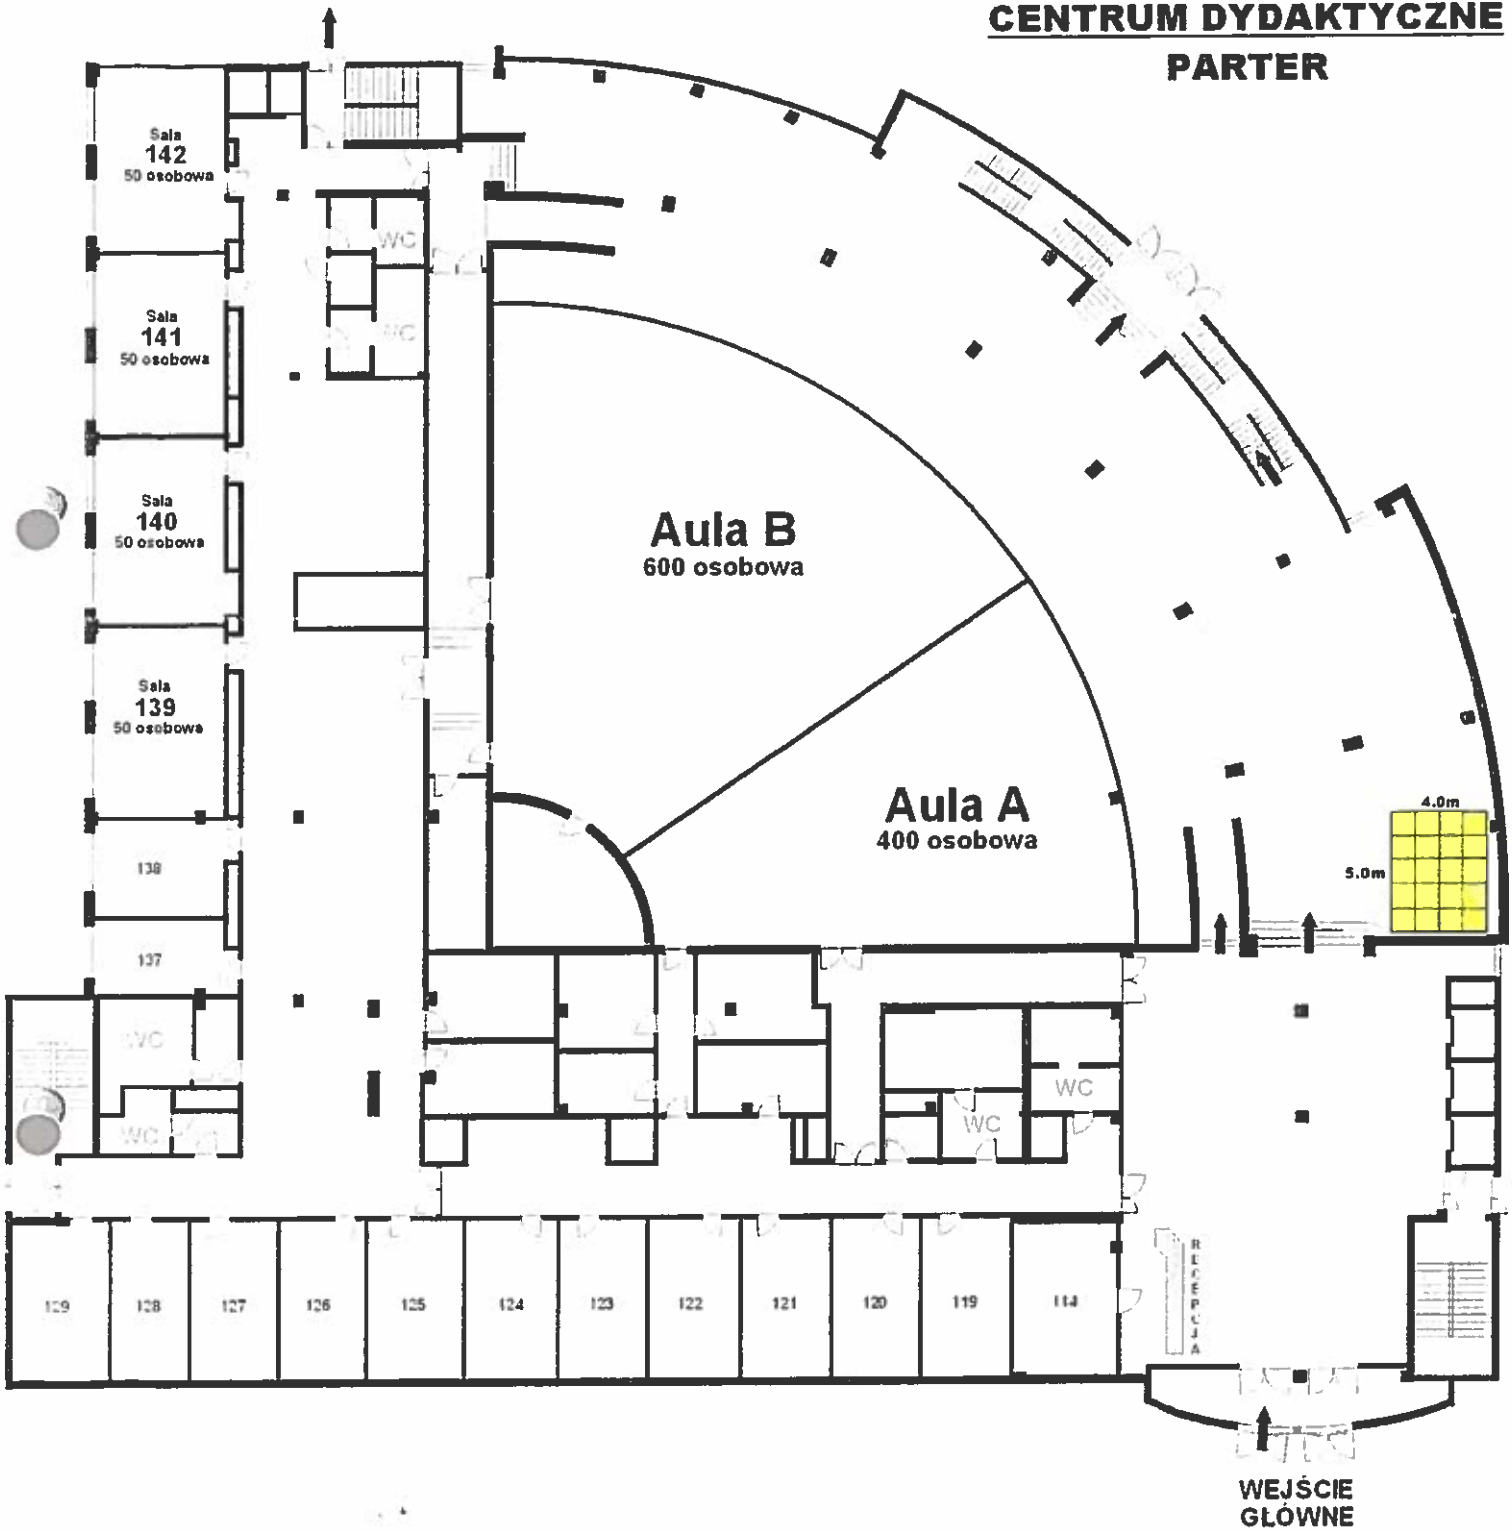 CENTRUM DYDAKTYCZNE
PARTER
Sala
142
50 osobowa
WC
Sala
141
50 osobowa
WC
Sala
140
50 osobowa
Aula B
600 osobowa
Sala
139
50 osobowa
Aula A
400 osobowa
4.0m
5.0m
138
137
WC
WC
WC
WC
RECEPCJA
129
128
127
126
125
124
123
122
121
120
119
114
WEJŚCIE
GŁÓWNE